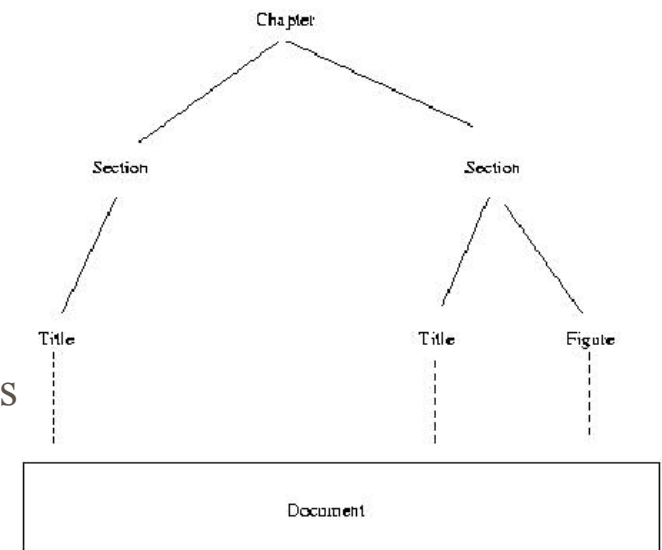 Chapter
Section Section
Title Title Figure
s
Document